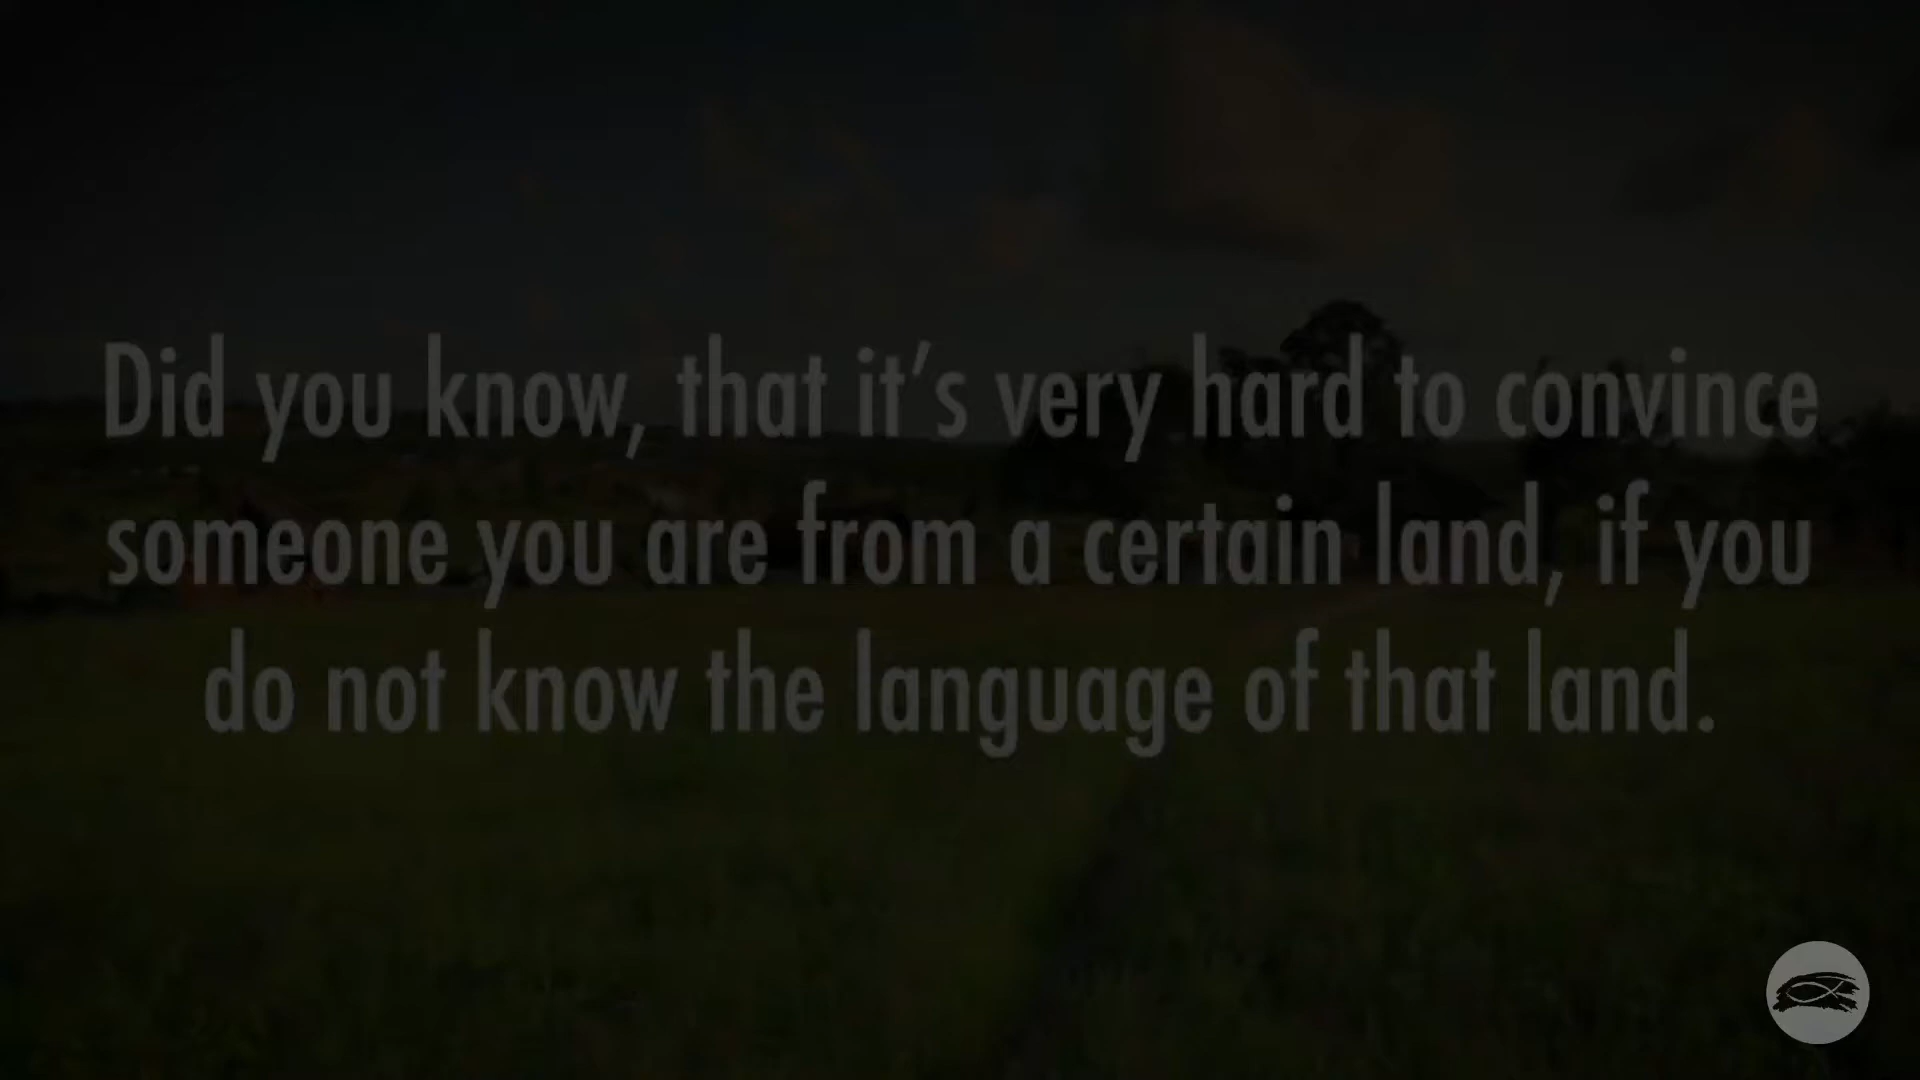 Did you know, that it’s very hard to convince
someone you are from a certain land, if you
do not know the language of that land.